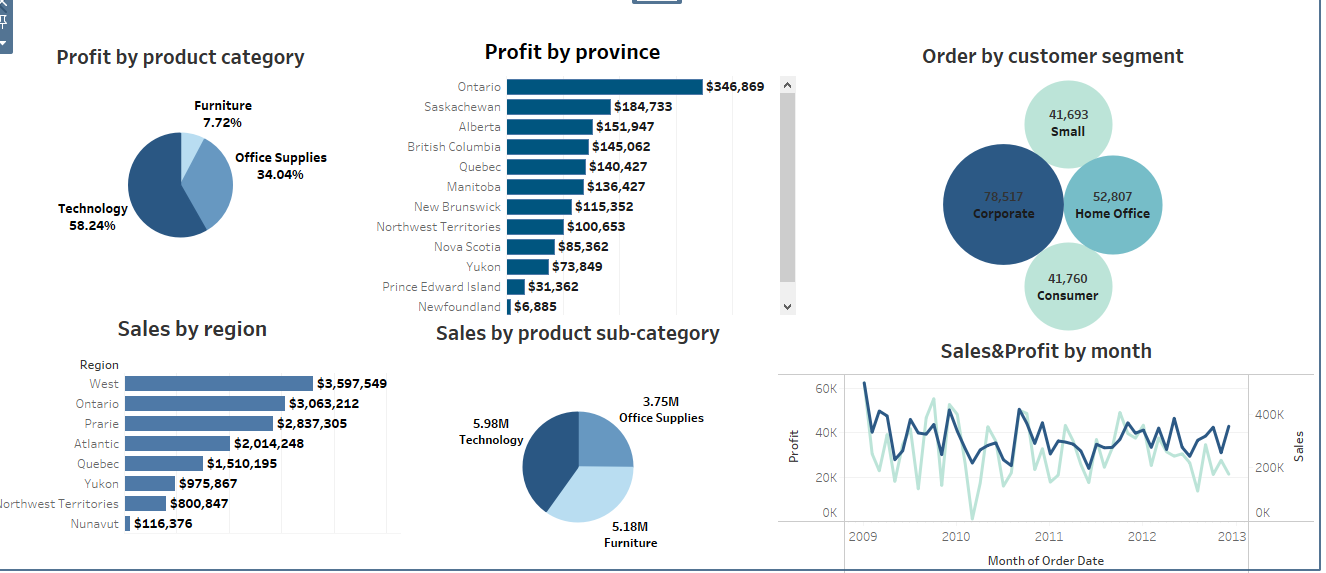 Profit by product category
Furniture
7.72%
Office Supplies
34.04%
Technology
58.24%
Profit by province
Ontario $346,869
Saskachewan $184,733
Alberta $151,947
British Columbia $145,062
Quebec $140,427
Manitoba $136,427
New Brunswick $115,352
Northwest Territories $100,653
Nova Scotia $85,362
Yukon $73,849
Prince Edward Island $31,362
Newfoundland $6,885
Order by customer segment
41,693
Small
78,517
Corporate
52,807
Home Office
41,760
Consumer
Sales by region
Region
West $3,597,549
Ontario $3,063,212
Prarie $2,837,305
Atlantic $2,014,248
Quebec $1,510,195
Yukon $975,867
Northwest Territories $800,847
Nunavut $116,376
Sales by product sub-category
3.75M
Office Supplies
5.98M
Technology
5.18M
Furniture
Sales&Profit by month
Profit
60K
40K
20K
0K
400K
200K
0K
Sales
2009 2010 2011 2012 2013
Month of Order Date